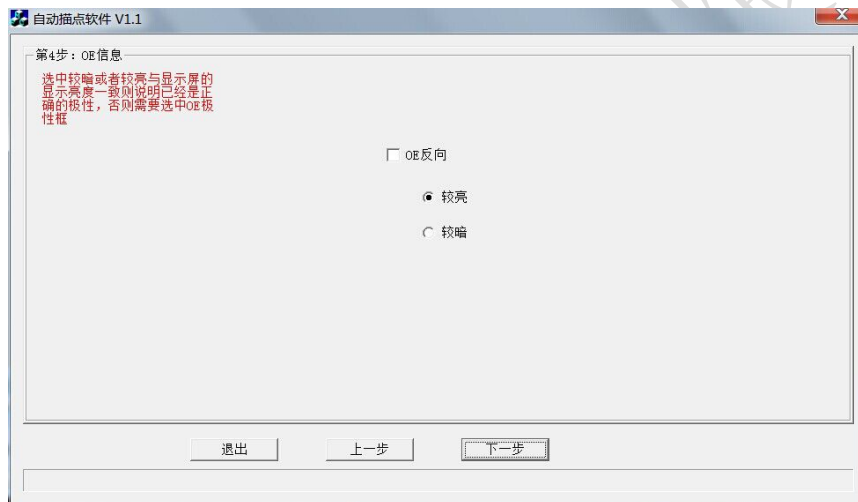 自动描点软件 V1.1
第4步：OE信息
选中较暗或者较亮与显示屏的
显示亮度一致则说明已经是正
确的极性，否则需要选中OE极
性框
OE反向
较亮
较暗
退出
上一步
下一步